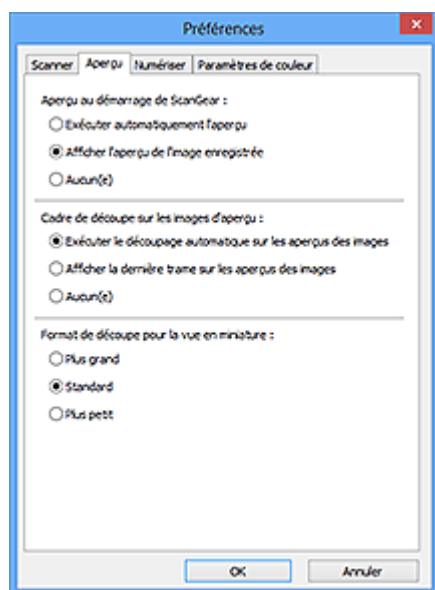 Préférences
Scanner Aperçu Numériser Paramètres de couleur
Aperçu au démarrage de ScanGear :
Exécuter automatiquement l'aperçu
Afficher l'aperçu de l'image enregistrée
Aucun(e)
Cadre de découpe sur les images d'aperçu :
Exécuter le découpage automatique sur les aperçus des images
Afficher la dernière trame sur les aperçus des images
Aucun(e)
Format de découpe pour la vue en miniature :
Plus grand
Standard
Plus petit
OK Annuler